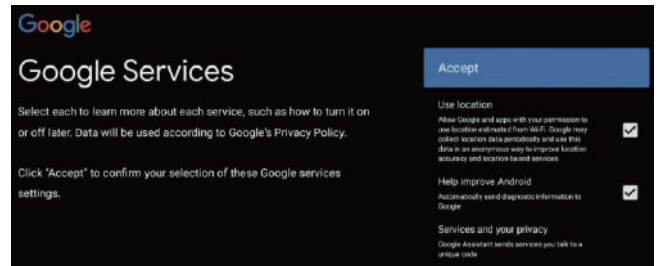 Google
Google Services
Select each to learn more about each service, such as how to turn it on
or off later. Data will be used according to Google's Privacy Policy.
Click "Accept" to confirm your selection of these Google services
settings.
Accept
Use location
Allow Google and apps with your permission to
use location estimated from Wi-Fi. Google may
collect location data periodically and use this
data in an anonymous way to improve location
accuracy and location-based services
Help improve Android
Automatically send diagnostic information to
Google
Services and your privacy
Google Assistant sends services you talk to a
unique code